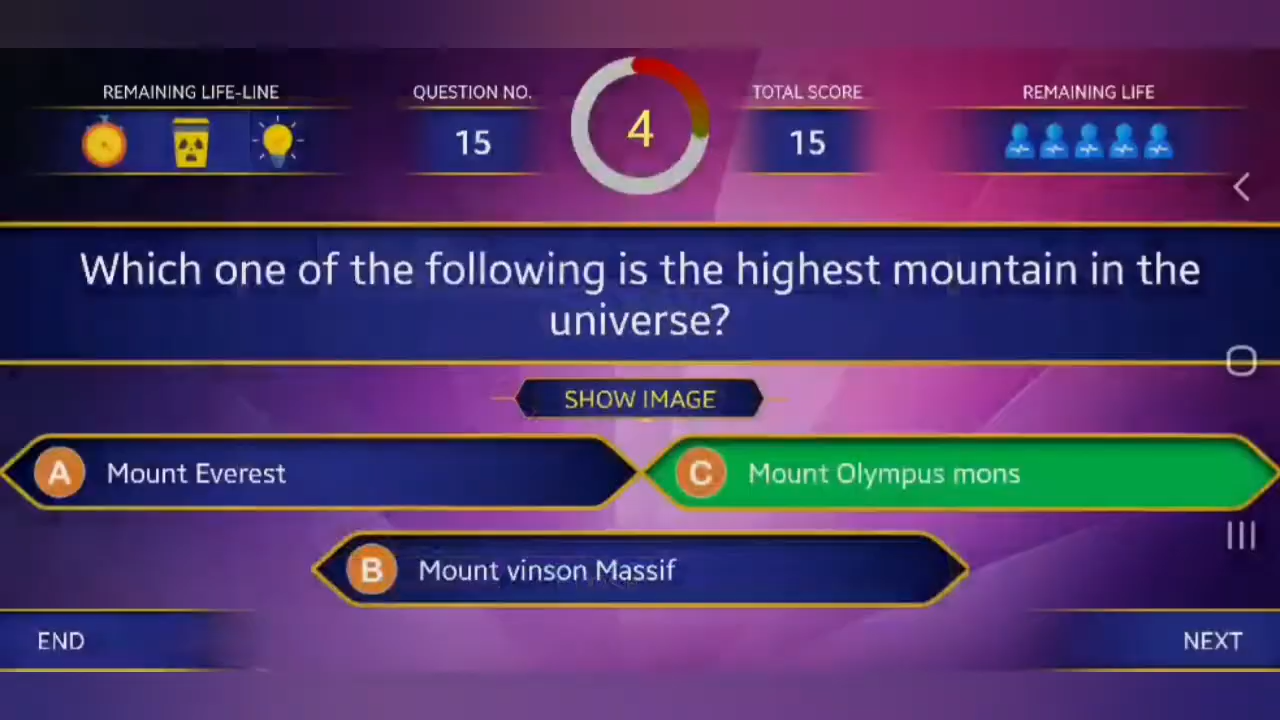 REMAINING LIFE-LINE
QUESTION NO.
15
4
TOTAL SCORE
15
REMAINING LIFE
Which one of the following is the highest mountain in the
universe?
SHOW IMAGE
A Mount Everest
C Mount Olympus mons
B Mount vinson Massif
END
NEXT